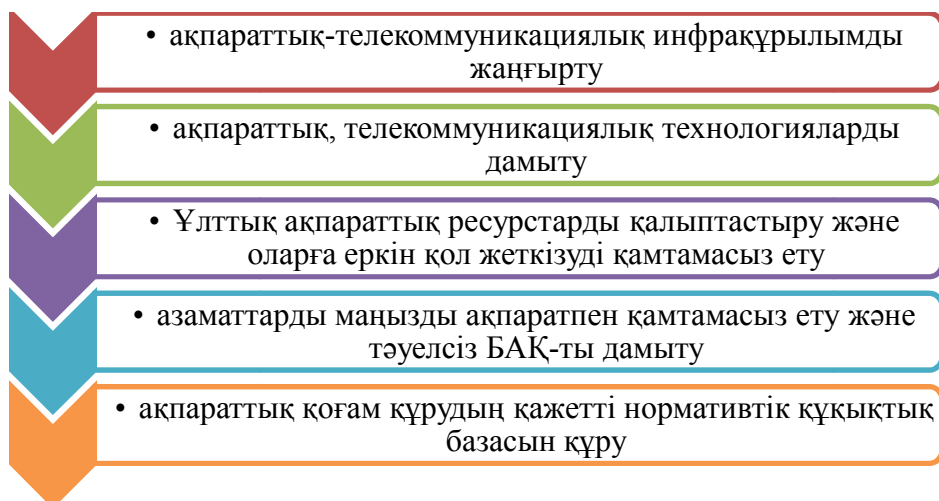 • ақпараттық-телекоммуникациялық инфрақұрылымды
жаңғырту
• ақпараттық, телекоммуникациялық технологияларды
дамыту
• Ұлттық ақпараттық ресурстарды қалыптастыру және
оларға еркін қол жеткізуді қамтамасыз ету
• азаматтарды маңызды ақпаратпен қамтамасыз ету және
тәуелсіз БАҚ-ты дамыту
• ақпараттық қоғам құрудың қажетті нормативтік құқықтық
базасын құру